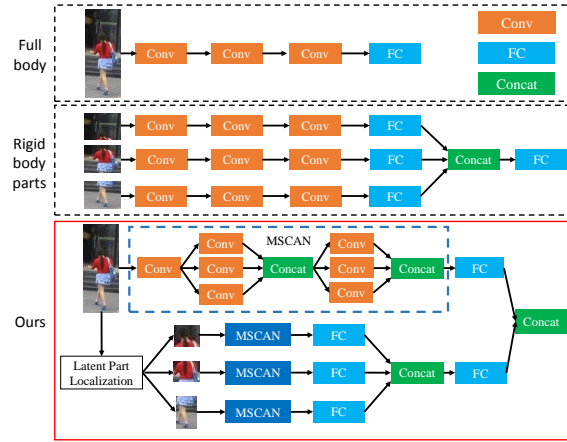 Full
body
Conv Conv Conv FC
Conv
FC
Concat
Rigid
body
parts
Conv Conv Conv FC
Conv Conv Conv FC Concat FC
Conv Conv Conv FC
Ours
MSCAN
Conv Conv
Conv Conv Concat Conv Concat FC
Conv Conv
Concat
Latent Part
Localization
MSCAN FC
MSCAN FC Concat FC
MSCAN FC